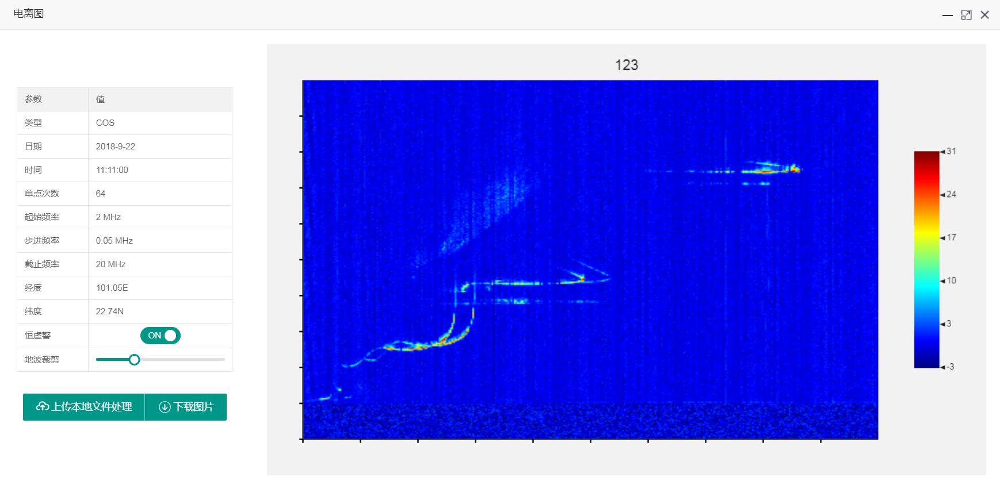 电离图
参数 值
类型 COS
日期 2018-9-22
时间 11:11:00
单点次数 64
起始频率 2 MHz
步进频率 0.05 MHz
截止频率 20 MHz
经度 101.05E
纬度 22.74N
恒虚警 ON
地波裁剪
上传本地文件处理 下载图片
123
31
24
17
10
3
-3